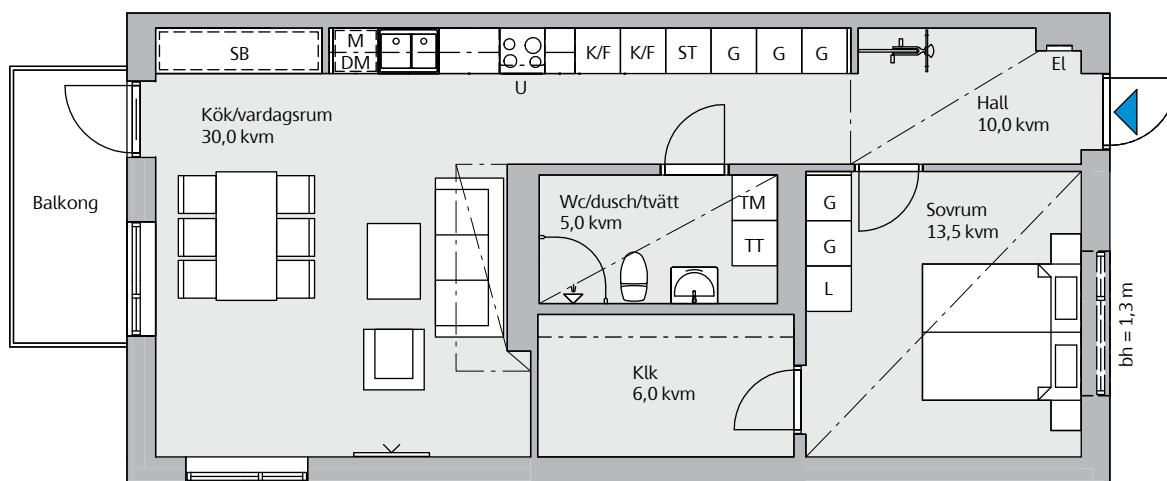 SB
M
DM
U
K/F
K/F
ST
G
G
G
El
Kök/vardagsrum
30,0 kvm
Hall
10,0 kvm
Balkong
Wc/dusch/tvätt
5,0 kvm
TM
TT
G
G
L
Sovrum
13,5 kvm
bh = 1,3 m
Klk
6,0 kvm